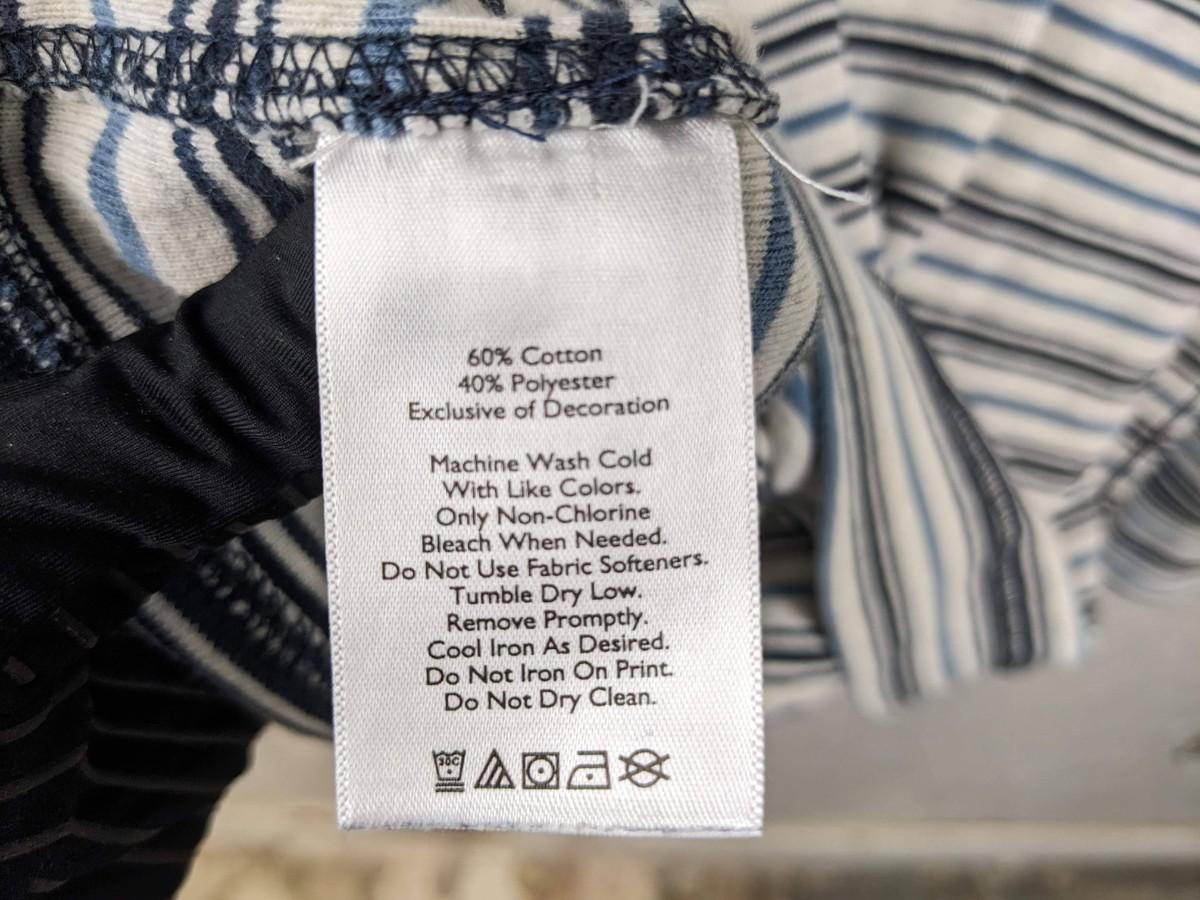 60% Cotton
40% Polyester
Exclusive of Decoration
Machine Wash Cold
With Like Colors.
Only Non-Chlorine
Bleach When Needed.
Do Not Use Fabric Softeners.
Tumble Dry Low.
Remove Promptly.
Cool Iron As Desired.
Do Not Iron On Print.
Do Not Dry Clean.
30C